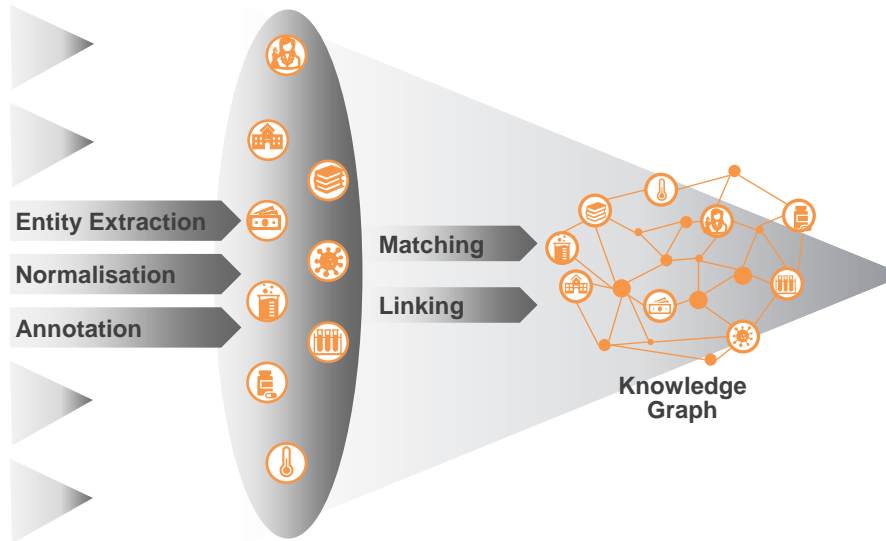 Entity Extraction
Normalisation
Annotation
Matching
Linking
Knowledge
Graph